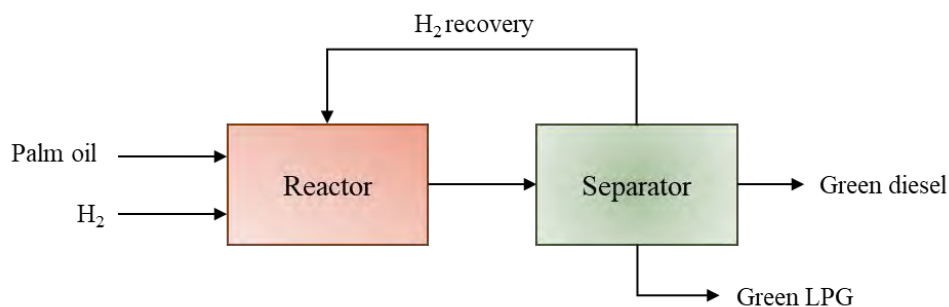 H₂ recovery
Palm oil
H₂
Reactor
Separator
Green diesel
Green LPG